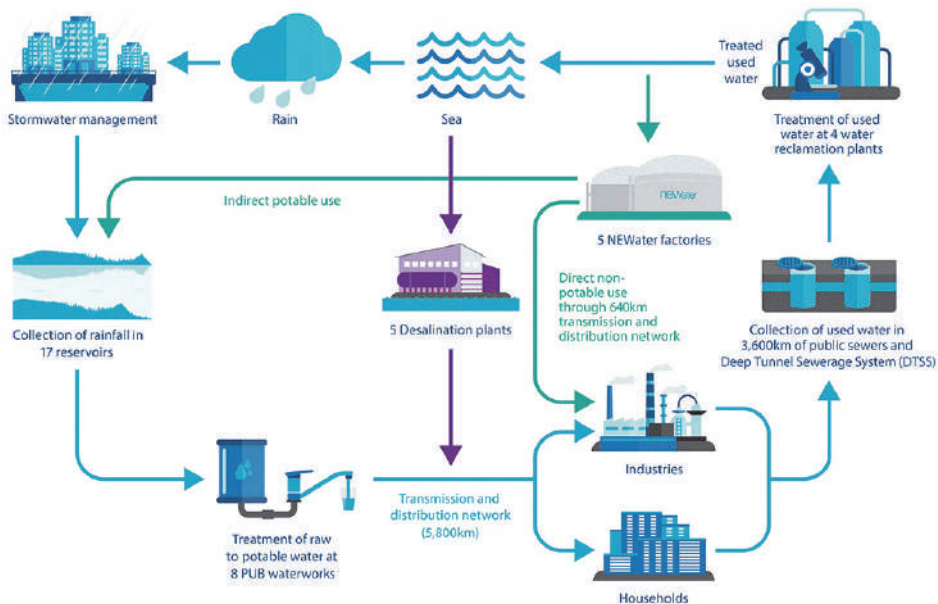 Treated
used
water
Stormwater management
Rain
Sea
Treatment of used
water at 4 water
reclamation plants
Indirect potable use
newater
5 NEWater factories
Collection of rainfall in
17 reservoirs
5 Desalination plants
Direct non-
potable use
through 640km
transmission and
distribution network
Collection of used water in
3,600km of public sewers and
Deep Tunnel Sewerage System (DTSS)
Industries
Transmission and
distribution network
(5,800km)
Treatment of raw
to potable water at
8 PUB waterworks
Households